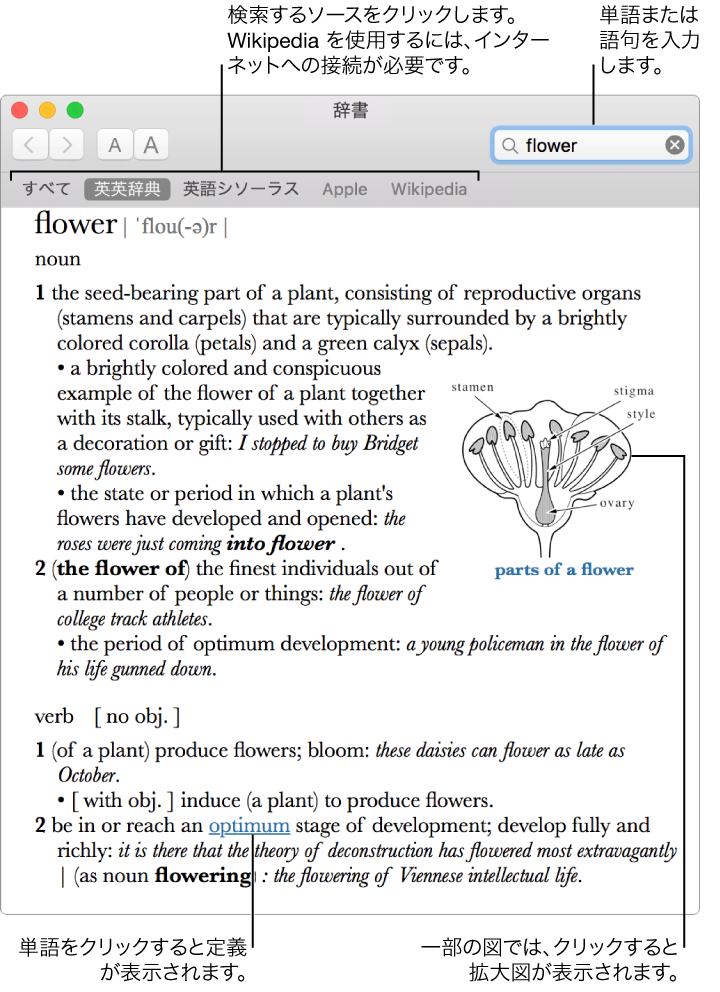 検索するソースをクリックします。
Wikipedia を使用するには、インター
ネットへの接続が必要です。
単語または
語句を入力
します。
辞書
A A
flower
すべて 英英辞典 英語シソーラス Apple Wikipedia
flower | ˈflou(-ə)r |
noun
1 the seed-bearing part of a plant, consisting of reproductive organs
(stamens and carpels) that are typically surrounded by a brightly
colored corolla (petals) and a green calyx (sepals).
• a brightly colored and conspicuous
example of the flower of a plant together
with its stalk, typically used with others as
a decoration or gift: I stopped to buy Bridget
some flowers.
• the state or period in which a plant's
flowers have developed and opened: the
roses were just coming into flower .
stamen
stigma
style
ovary
parts of a flower
2 (the flower of) the finest individuals out of
a number of people or things: the flower of
college track athletes.
• the period of optimum development: a young policeman in the flower of
his life gunned down.
verb [ no obj. ]
1 (of a plant) produce flowers; bloom: these daisies can flower as late as
October.
• [ with obj. ] induce (a plant) to produce flowers.
2 be in or reach an optimum stage of development; develop fully and
richly: it is there that the theory of deconstruction has flowered most extravagantly
| (as noun flowering) : the flowering of Viennese intellectual life.
単語をクリックすると定義
が表示されます。
一部の図では、クリックすると
拡大図が表示されます。